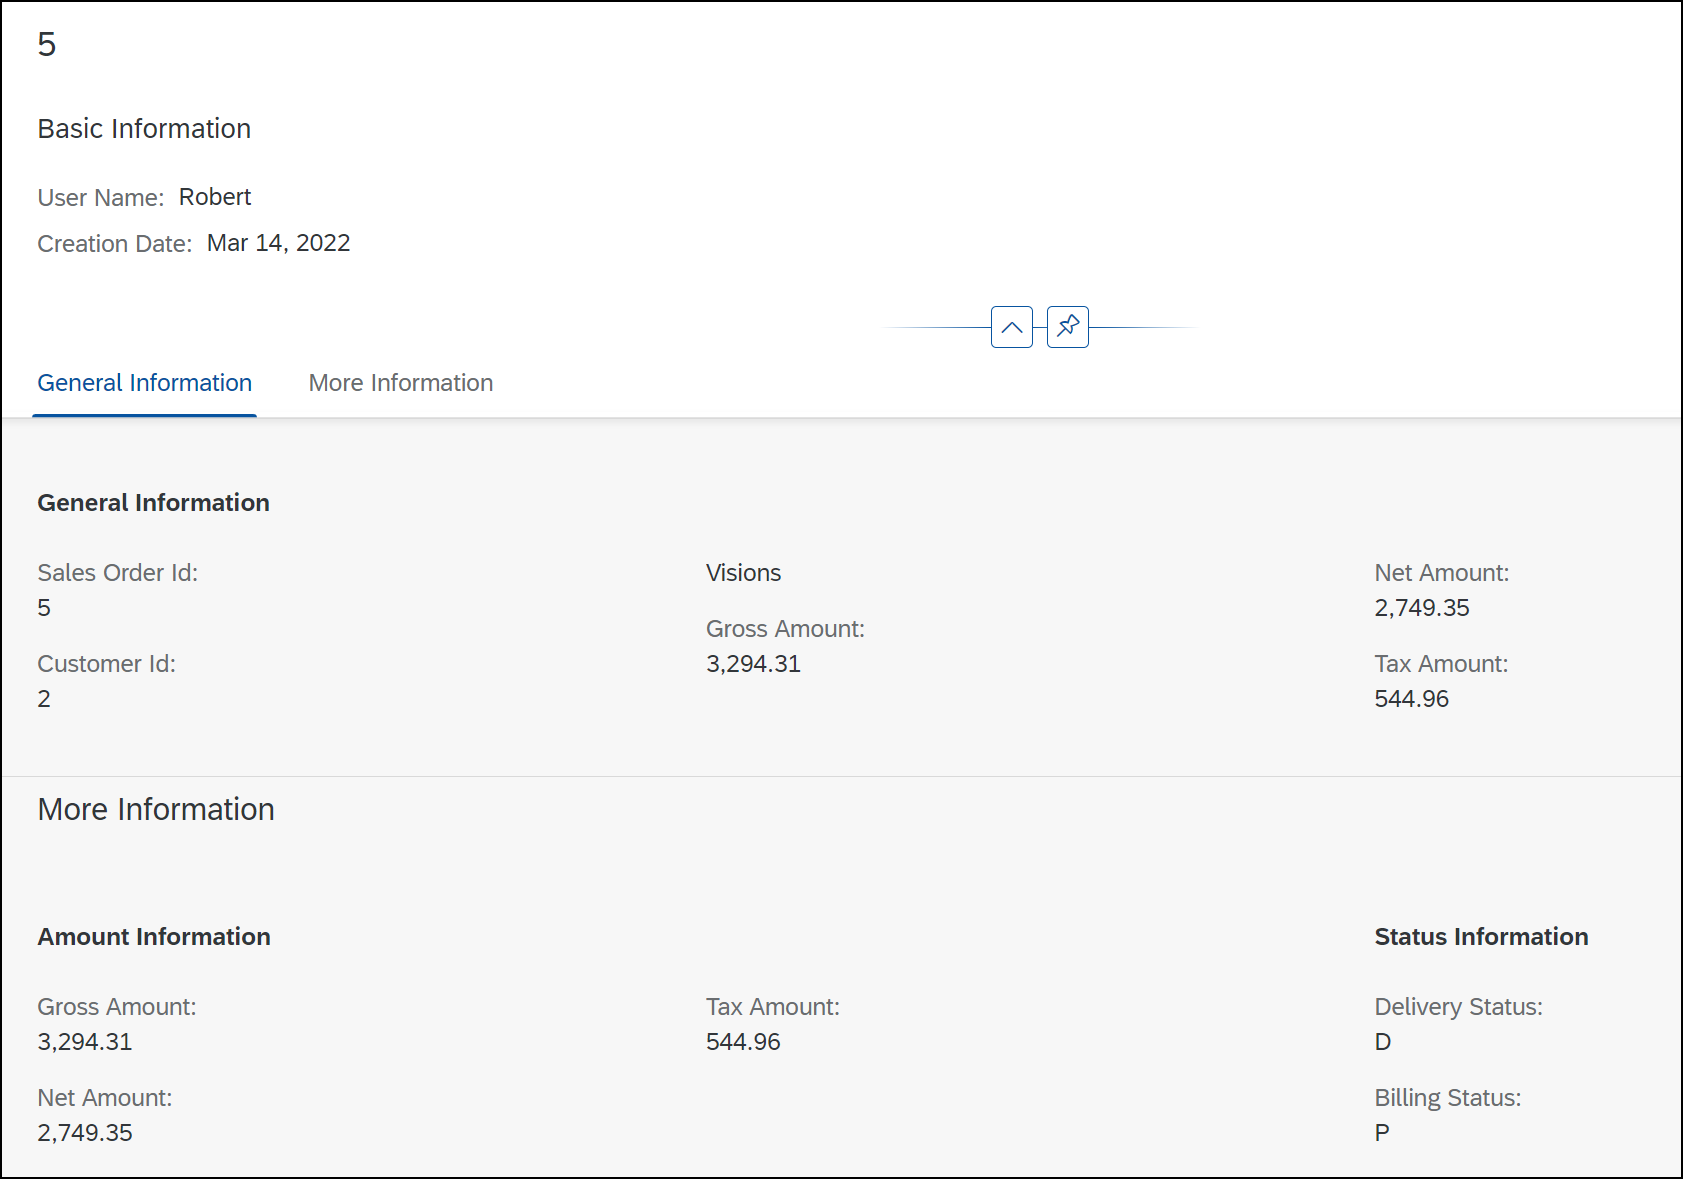 5
Basic Information
User Name: Robert
Creation Date: Mar 14, 2022
General Information
More Information
General Information
Sales Order Id:
5
Customer Id:
2
Visions
Gross Amount:
3,294.31
Net Amount:
2,749.35
Tax Amount:
544.96
More Information
Amount Information
Gross Amount:
3,294.31
Net Amount:
2,749.35
Tax Amount:
544.96
Status Information
Delivery Status:
D
Billing Status:
P